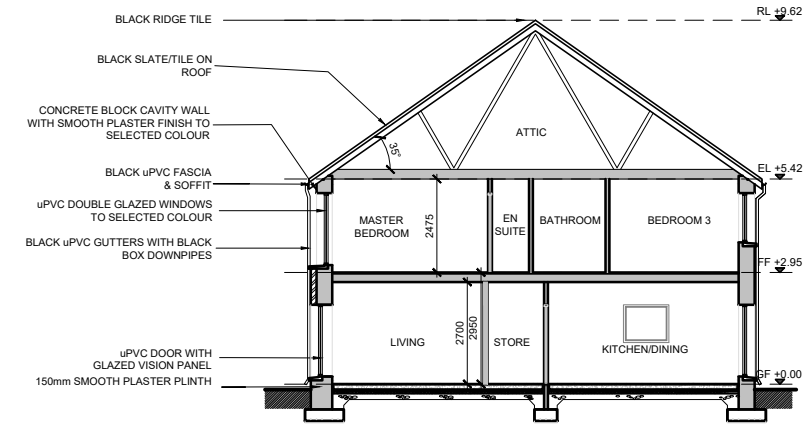 BLACK RIDGE TILE
RL +9.62
BLACK SLATE/TILE ON
ROOF
CONCRETE BLOCK CAVITY WALL
WITH SMOOTH PLASTER FINISH TO
SELECTED COLOUR
ATTIC
35°
BLACK uPVC FASCIA
& SOFFIT
EL +5.42
uPVC DOUBLE GLAZED WINDOWS
TO SELECTED COLOUR
MASTER
BEDROOM
2475
EN
SUITE
BATHROOM
BEDROOM 3
BLACK uPVC GUTTERS WITH BLACK
BOX DOWNPIPES
FF +2.95
LIVING
2700
2950
STORE
KITCHEN/DINING
uPVC DOOR WITH
GLAZED VISION PANEL
150mm SMOOTH PLASTER PLINTH
GF +0.00